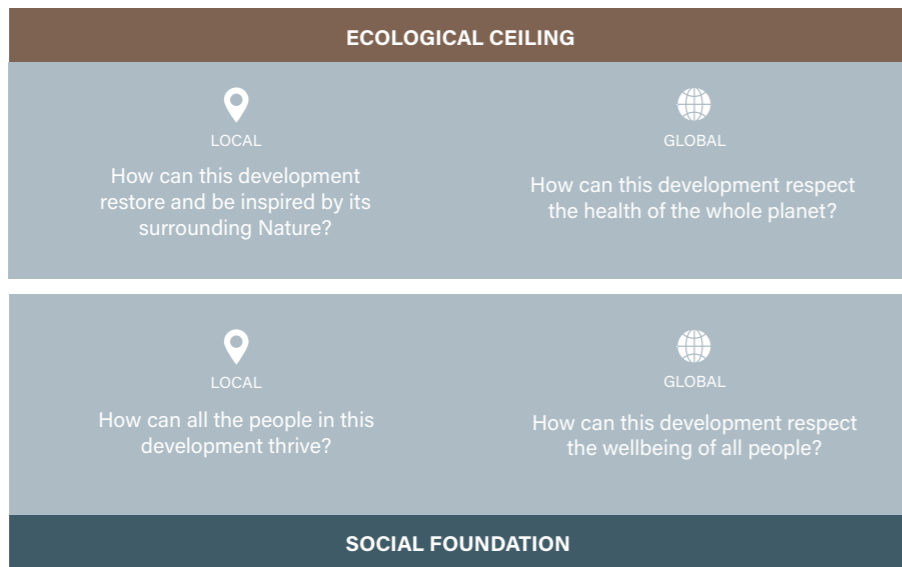 ECOLOGICAL CEILING
LOCAL
How can this development
restore and be inspired by its
surrounding Nature?
GLOBAL
How can this development respect
the health of the whole planet?
LOCAL
How can all the people in this
development thrive?
GLOBAL
How can this development respect
the wellbeing of all people?
SOCIAL FOUNDATION